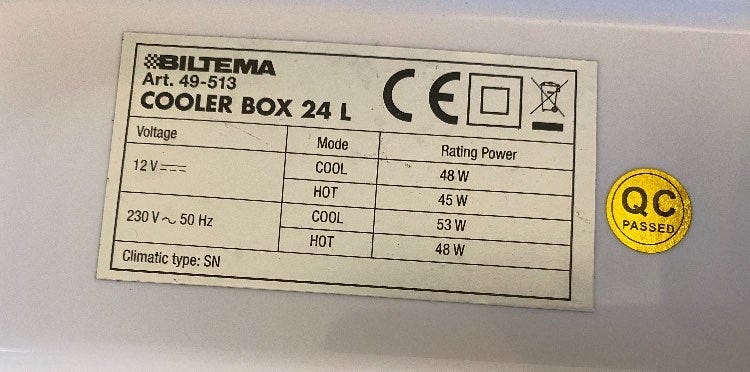 BILTEMA
Art. 49-513
COOLER BOX 24 L
CE
Voltage Mode Rating Power
12 V⎓ COOL 48 W
HOT 45 W
230 V ~ 50 Hz COOL 53 W
HOT 48 W
Climatic type: SN
QC
PASSED